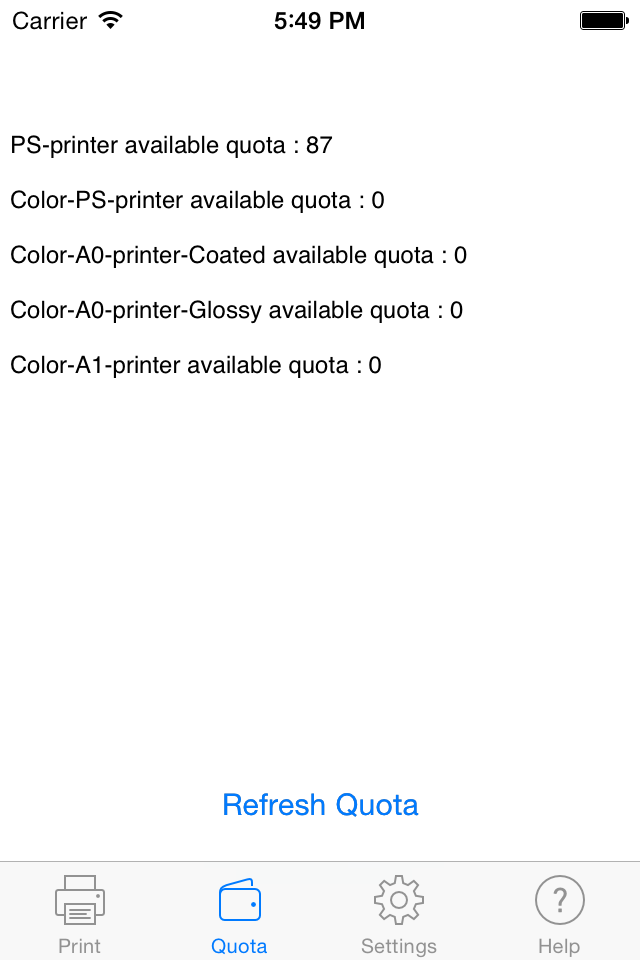 Carrier 5:49 PM
PS-printer available quota : 87
Color-PS-printer available quota : 0
Color-A0-printer-Coated available quota : 0
Color-A0-printer-Glossy available quota : 0
Color-A1-printer available quota : 0
Refresh Quota
?
Print Quota Settings Help